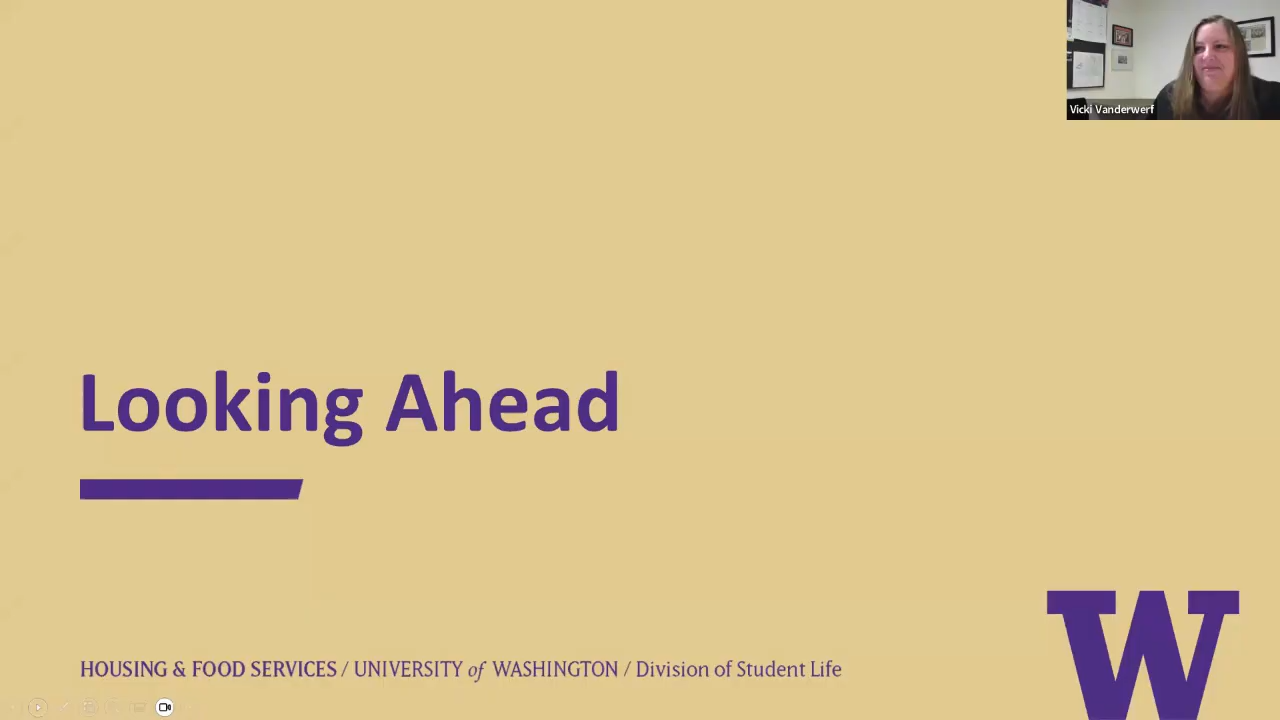 Vicki Vanderwerf
Looking Ahead
HOUSING & FOOD SERVICES / UNIVERSITY of WASHINGTON / Division of Student Life
W